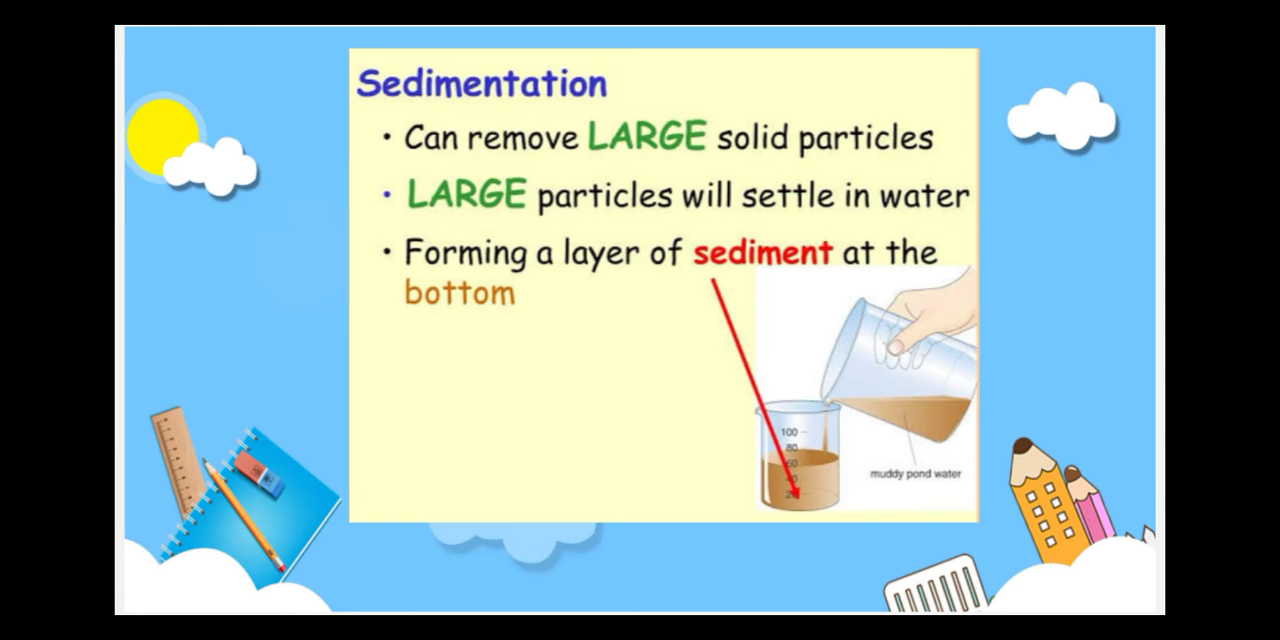 Sedimentation
• Can remove LARGE solid particles
• LARGE particles will settle in water
• Forming a layer of sediment at the
bottom
100
80
60
muddy pond water